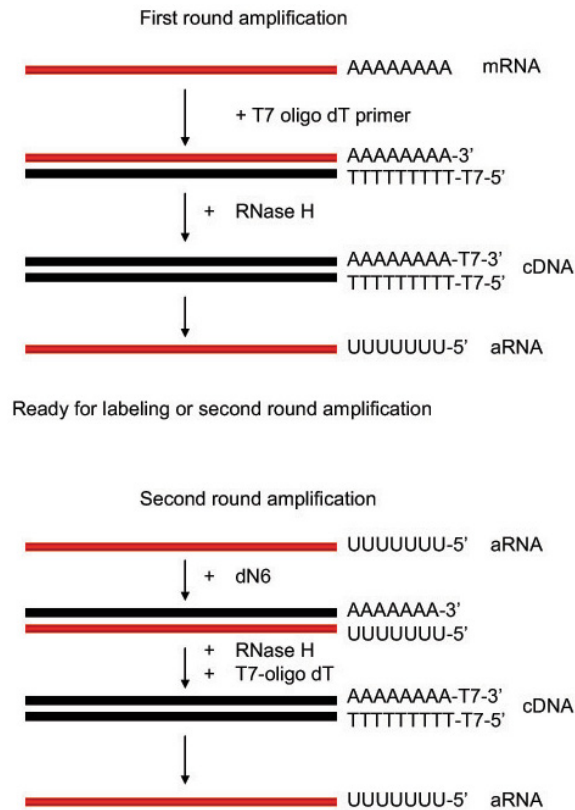 First round amplification
AAAAAAAA mRNA
+ T7 oligo dT primer
AAAAAAAA-3’
TTTTTTTTT-T7-5’
+ RNase H
AAAAAAAA-T7-3’
TTTTTTTTT-T7-5’
cDNA
UUUUUUU-5’ aRNA
Ready for labeling or second round amplification
Second round amplification
UUUUUUU-5’ aRNA
+ dN6
AAAAAAA-3’
UUUUUUU-5’
+ RNase H
+ T7-oligo dT
AAAAAAAA-T7-3’
TTTTTTTTT-T7-5’
cDNA
UUUUUUU-5’ aRNA